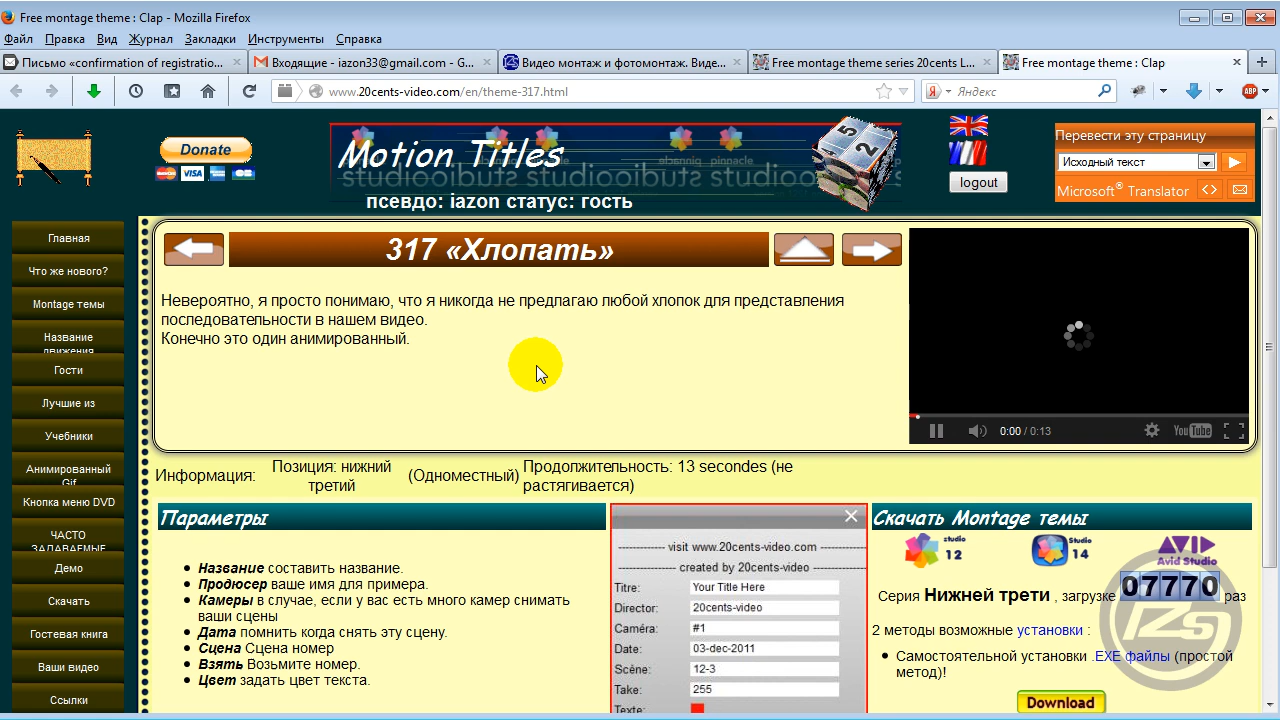 Free montage theme : Clap - Mozilla Firefox
Файл Правка Вид Журнал Закладки Инструменты Справка
Письмо «confirmation of registratio...
Входящие - iazon33@gmail.com - G...
Видео монтаж и фотомонтаж. Виде...
Free montage theme series 20cents L...
Free montage theme : Clap
www.20cents-video.com/en/theme-317.html
Яндекс
ABP
Donate
VISA
Motion Titles
псевдо: iazon статус: гость
5
2
logout
Перевести эту страницу
Исходный текст
Microsoft® Translator
Главная
Что же нового?
Montage темы
Название
движения
Гости
Лучшие из
Учебники
Анимированный
Gif
Кнопка меню DVD
ЧАСТО
ЗАДАВАЕМЫЕ
Демо
Скачать
Гостевая книга
Ваши видео
Ссылки
317 «Хлопать»
Невероятно, я просто понимаю, что я никогда не предлагаю любой хлопок для представления
последовательности в нашем видео.
Конечно это один анимированный.
0:00 / 0:13
YouTube
Информация:
Позиция: нижний
третий
(Одноместный)
Продолжительность: 13 secondes (не
растягивается)
Параметры
Название составить название.
Продюсер ваше имя для примера.
Камеры в случае, если у вас есть много камер снимать
ваши сцены
Дата помнить когда снять эту сцену.
Сцена Сцена номер
Взять Возьмите номер.
Цвет задать цвет текста.
------------- visit www.20cents-video.com -------------
------------- created by 20cents-video -------------
Titre: Your Title Here
Director: 20cents-video
Caméra: #1
Date: 03-dec-2011
Scène: 12-3
Take: 255
Texte:
Скачать Montage темы
studio 12
Studio 14
AVID
Avid Studio
Серия Нижней трети , загрузке 07770 раз
2 методы возможные установки :
Самостоятельной установки .EXE файлы (простой
метод)!
Download